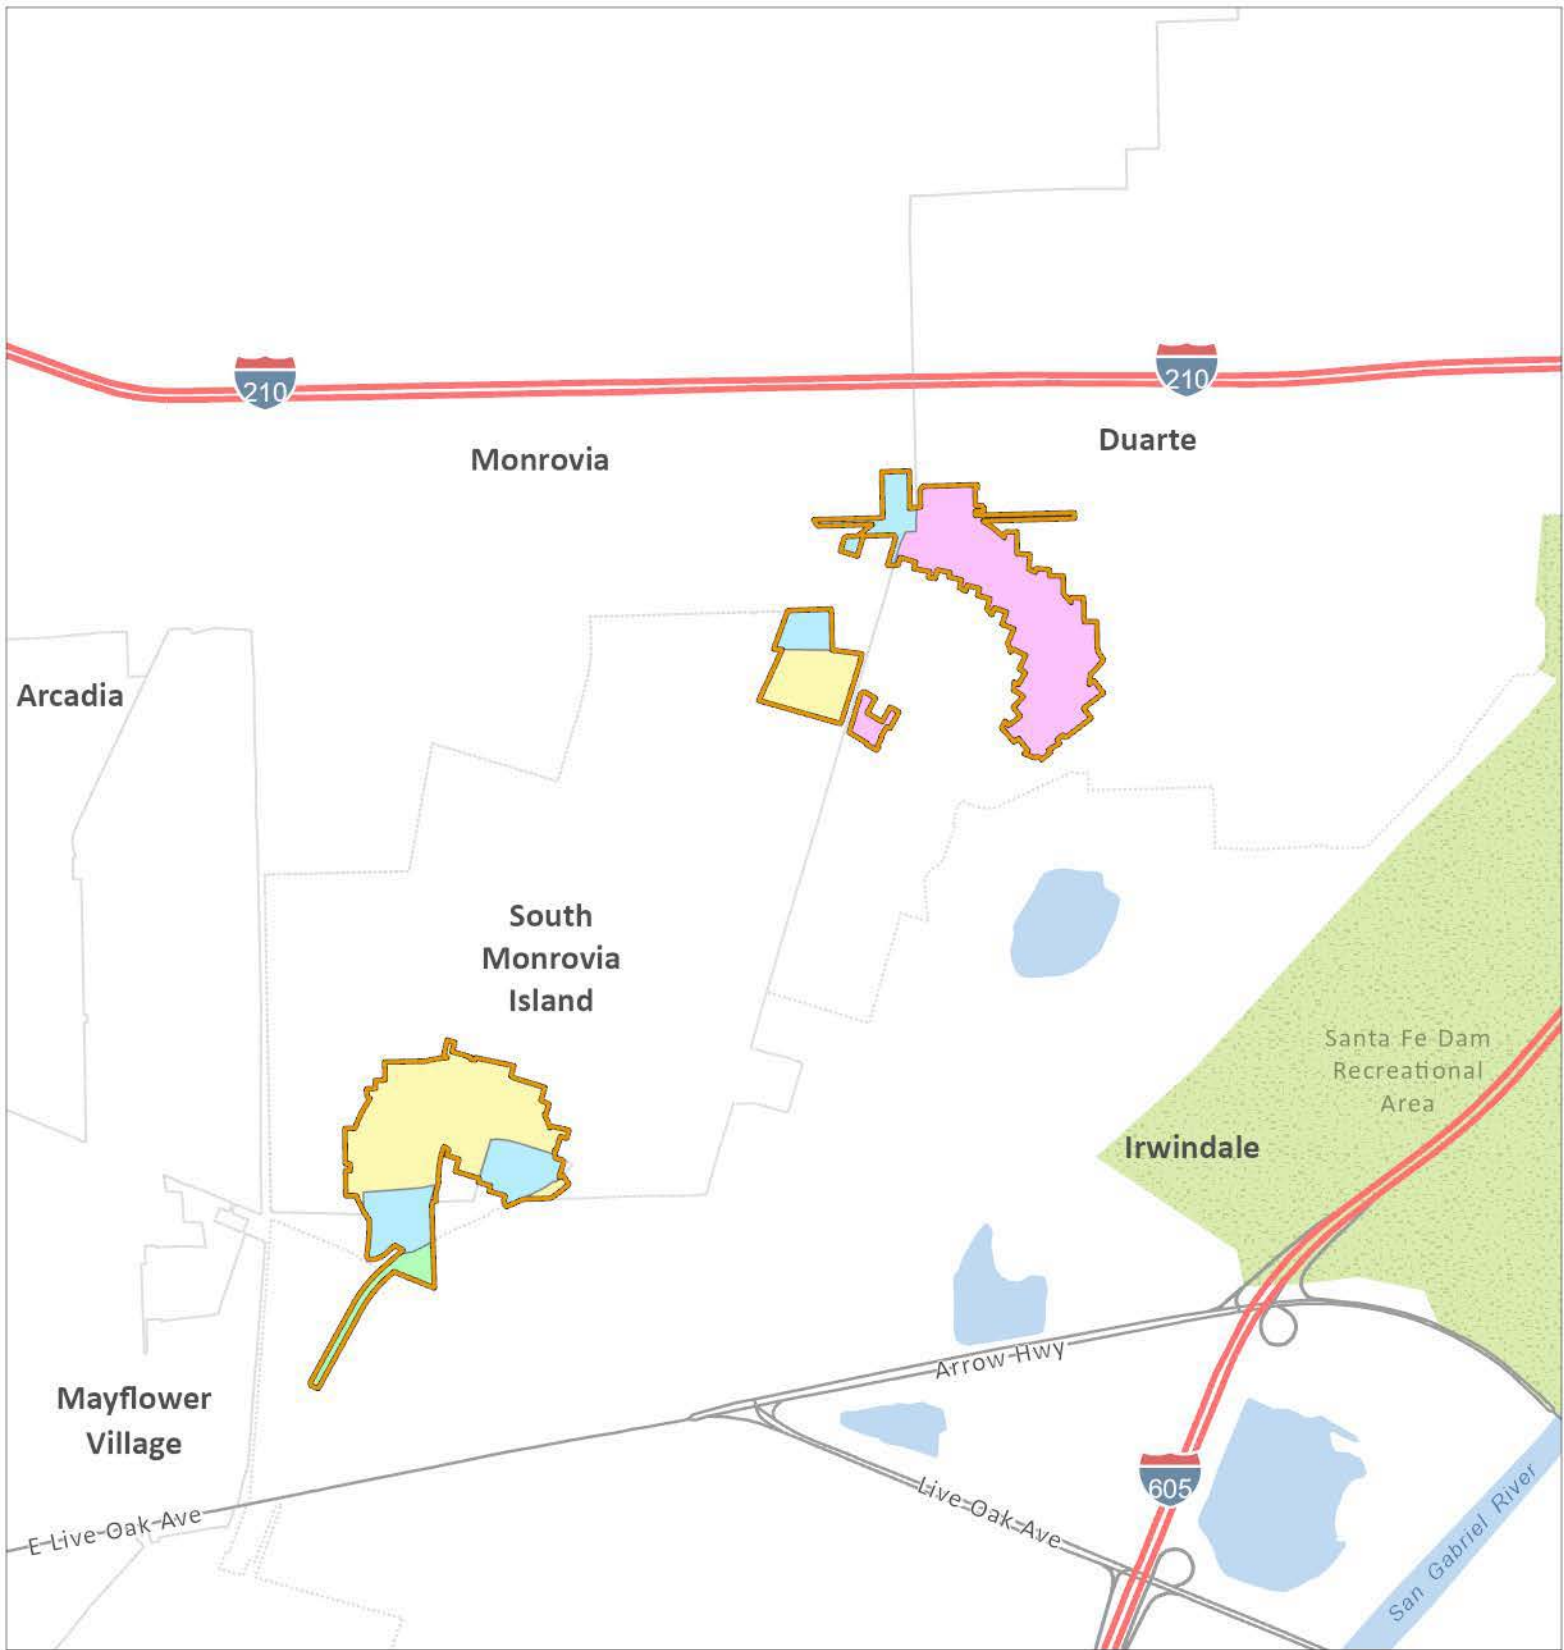 210
210
Duarte
Monrovia
Arcadia
South
Monrovia
Island
Santa Fe Dam
Recreational
Area
Irwindale
Arrow Hwy
Mayflower
Village
605
Live Oak Ave
E Live Oak Ave
San Gabriel River